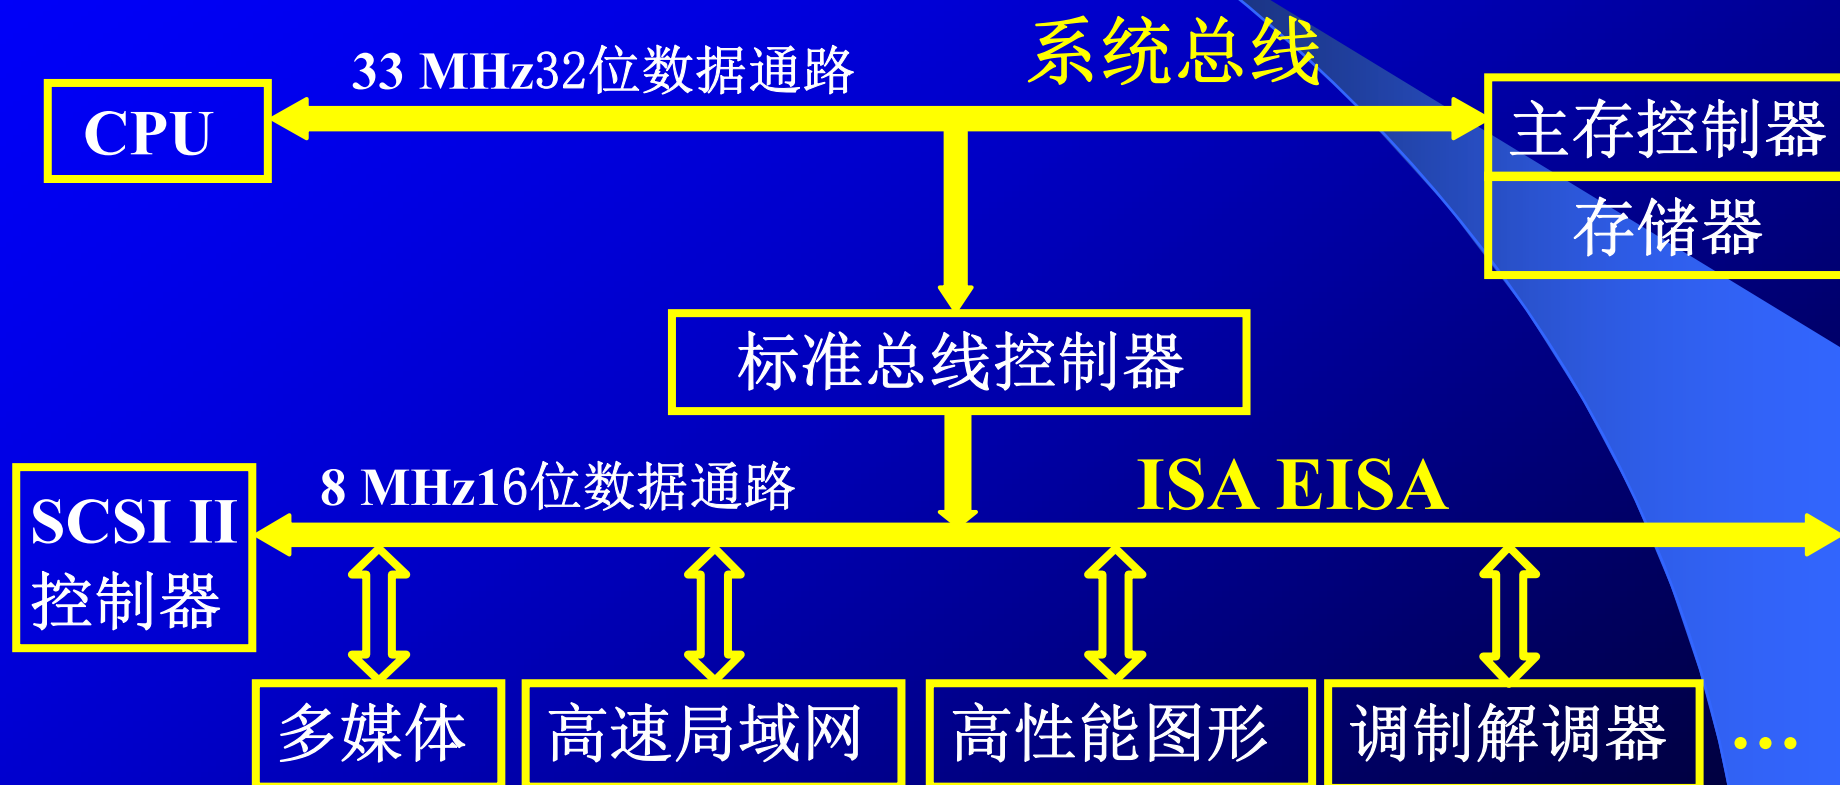 系统总线
33 MHz32位数据通路
CPU
主存控制器
存储器
标准总线控制器
8 MHz16位数据通路
ISA EISA
SCSI II
控制器
多媒体
高速局域网
高性能图形
调制解调器
…